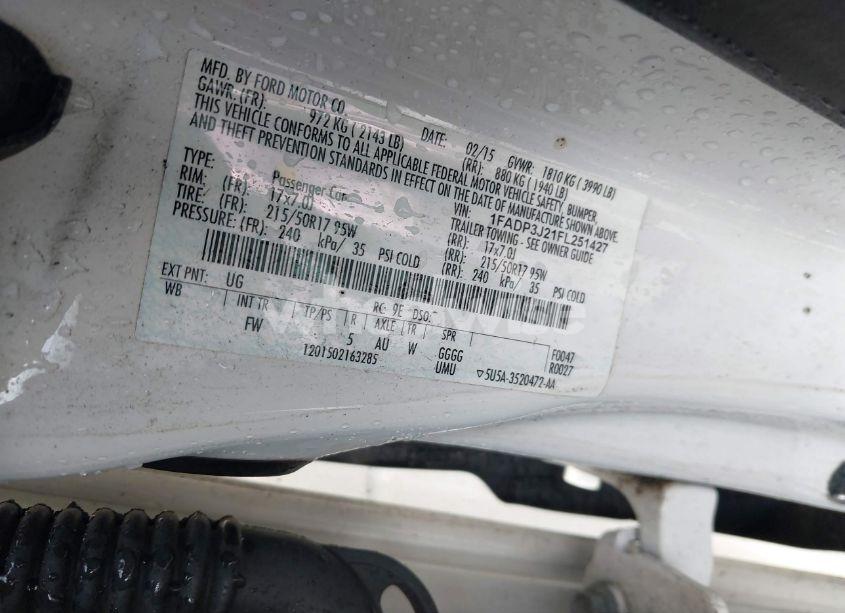 MFD. BY FORD MOTOR CO.
DATE: 02/15 GVWR: 1810 KG ( 3990 LB)
GAWR: (FR): 972 KG ( 2143 LB) (RR): 880 KG ( 1940 LB)
THIS VEHICLE CONFORMS TO ALL APPLICABLE FEDERAL MOTOR VEHICLE SAFETY, BUMPER
AND THEFT PREVENTION STANDARDS IN EFFECT ON THE DATE OF MANUFACTURE SHOWN ABOVE.
VIN: 1FADP3J21FL251427
TYPE: Passenger Car TRAILER TOWING - SEE OWNER GUIDE
RIM: (FR): 17x7.0J (RR): 17x7.0J
TIRE: (FR): 215/50R17 95W (RR): 215/50R17 95W
PRESSURE: (FR): 240 kPa/ 35 PSI COLD (RR): 240 kPa/ 35 PSI COLD
EXT PNT: UG RC: 9E DSO:
WB INT TR TP/PS R AXLE TR SPR
FW 5 AU W GGGG F0047
UMU R0027
T201502163285 ▽5U5A-3520472-AA